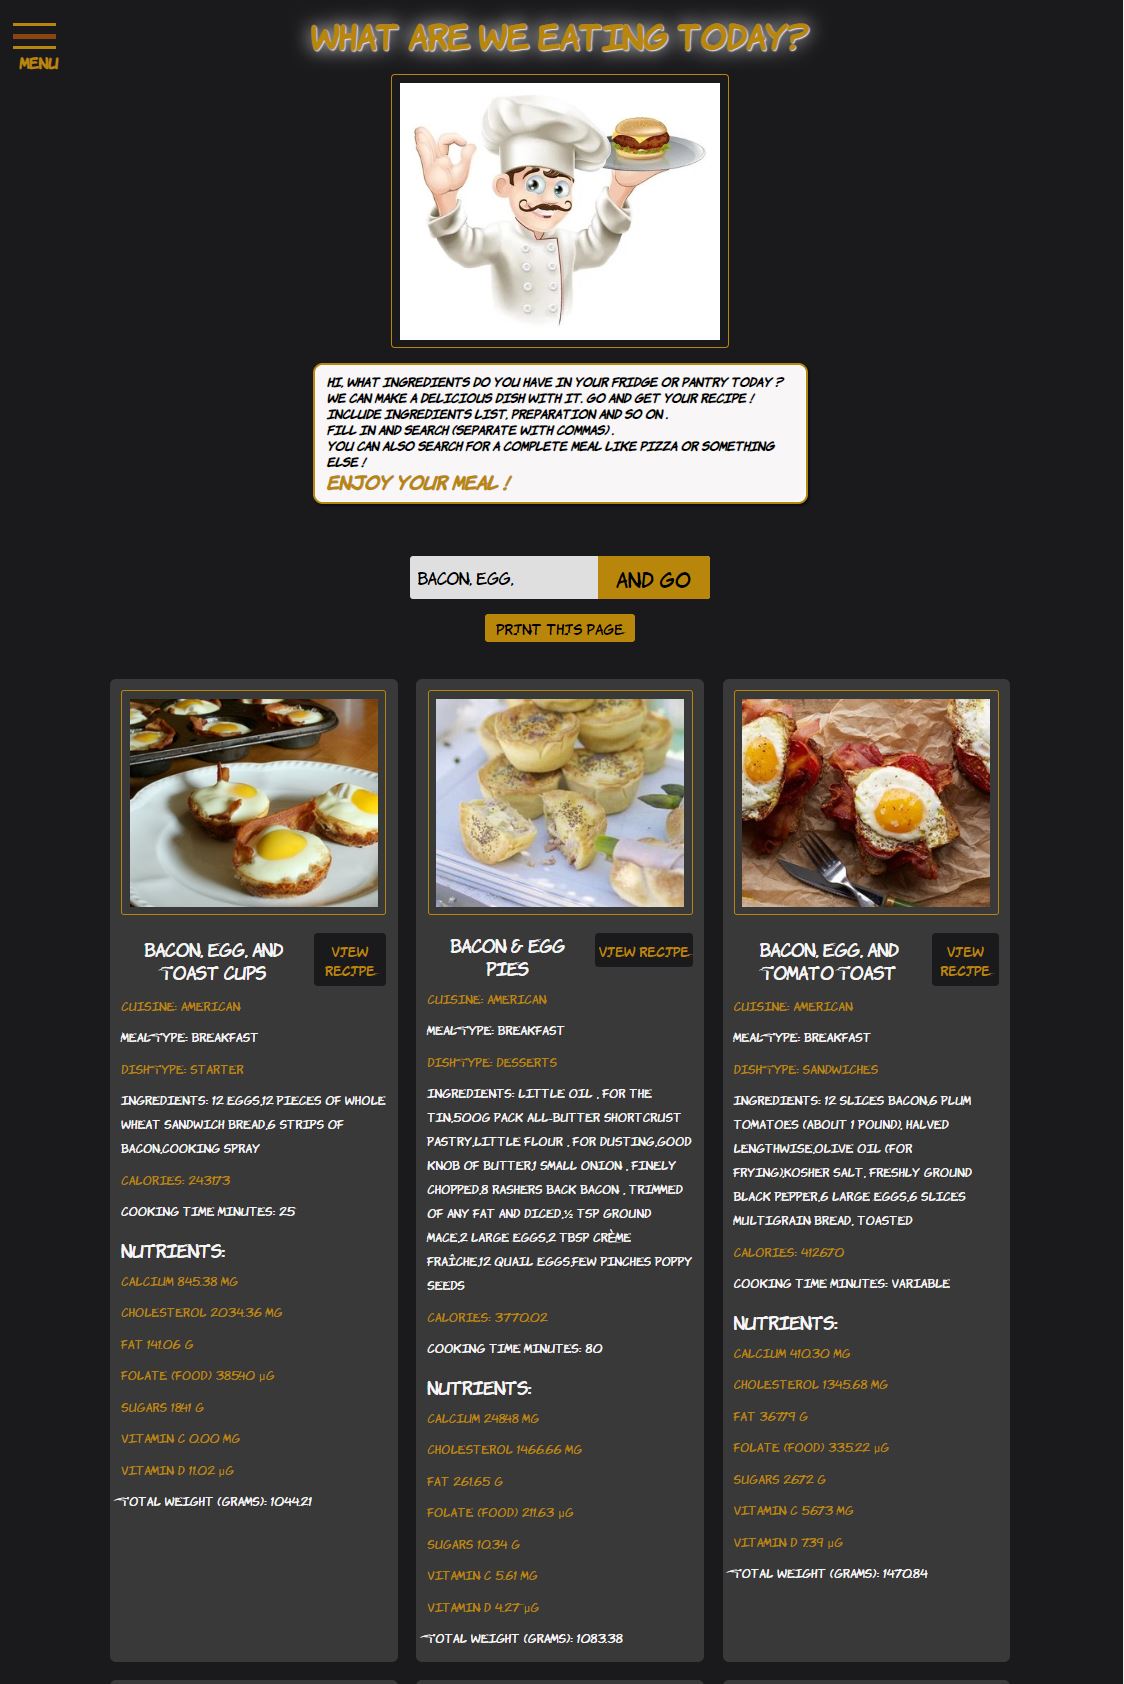 MENU
WHAT ARE WE EATING TODAY?
HI, WHAT INGREDIENTS DO YOU HAVE IN YOUR FRIDGE OR PANTRY TODAY ?
WE CAN MAKE A DELICIOUS DISH WITH IT. GO AND GET YOUR RECIPE !
INCLUDE INGREDIENTS LIST, PREPARATION AND SO ON .
FILL IN AND SEARCH (SEPARATE WITH COMMAS) .
YOU CAN ALSO SEARCH FOR A COMPLETE MEAL LIKE PIZZA OR SOMETHING
ELSE !
ENJOY YOUR MEAL !
BACON, EGG,
AND GO
PRINT THIS PAGE
BACON, EGG, AND
TOAST CUPS
VIEW
RECIPE
CUISINE: AMERICAN
MEAL TYPE: BREAKFAST
DISH TYPE: STARTER
INGREDIENTS: 12 EGGS,12 PIECES OF WHOLE
WHEAT SANDWICH BREAD,6 STRIPS OF
BACON,COOKING SPRAY
CALORIES: 2431.73
COOKING TIME MINUTES: 25
NUTRIENTS:
CALCIUM 845.38 MG
CHOLESTEROL 2034.36 MG
FAT 141.06 G
FOLATE (FOOD) 385.40 µG
SUGARS 18.41 G
VITAMIN C 0.00 MG
VITAMIN D 11.02 µG
TOTAL WEIGHT (GRAMS): 1044.21
BACON & EGG
PIES
VIEW RECIPE
CUISINE: AMERICAN
MEAL TYPE: BREAKFAST
DISH TYPE: DESSERTS
INGREDIENTS: LITTLE OIL , FOR THE
TIN,500G PACK ALL-BUTTER SHORTCRUST
PASTRY,LITTLE FLOUR , FOR DUSTING,GOOD
KNOB OF BUTTER,1 SMALL ONION , FINELY
CHOPPED,8 RASHERS BACK BACON , TRIMMED
OF ANY FAT AND DICED,½ TSP GROUND
MACE,2 LARGE EGGS,2 TBSP CRÈME
FRAÎCHE,12 QUAIL EGGS,FEW PINCHES POPPY
SEEDS
CALORIES: 3770.02
COOKING TIME MINUTES: 80
NUTRIENTS:
CALCIUM 248.48 MG
CHOLESTEROL 1466.66 MG
FAT 261.65 G
FOLATE (FOOD) 211.63 µG
SUGARS 10.34 G
VITAMIN C 5.61 MG
VITAMIN D 4.27 µG
TOTAL WEIGHT (GRAMS): 1083.38
BACON, EGG, AND
TOMATO TOAST
VIEW
RECIPE
CUISINE: AMERICAN
MEAL TYPE: BREAKFAST
DISH TYPE: SANDWICHES
INGREDIENTS: 12 SLICES BACON,6 PLUM
TOMATOES (ABOUT 1 POUND), HALVED
LENGTHWISE,OLIVE OIL (FOR
FRYING),KOSHER SALT, FRESHLY GROUND
BLACK PEPPER,6 LARGE EGGS,6 SLICES
MULTIGRAIN BREAD, TOASTED
CALORIES: 4126.70
COOKING TIME MINUTES: VARIABLE
NUTRIENTS:
CALCIUM 410.30 MG
CHOLESTEROL 1345.68 MG
FAT 367.79 G
FOLATE (FOOD) 335.22 µG
SUGARS 26.72 G
VITAMIN C 56.73 MG
VITAMIN D 7.39 µG
TOTAL WEIGHT (GRAMS): 1470.84